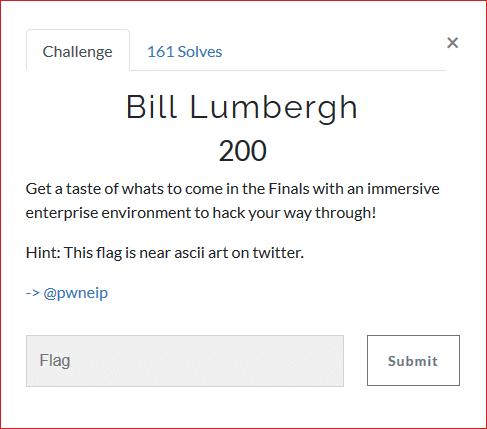 Challenge
161 Solves
×
Bill Lumbergh
200
Get a taste of whats to come in the Finals with an immersive
enterprise environment to hack your way through!
Hint: This flag is near ascii art on twitter.
-> @pwneip
Flag
Submit